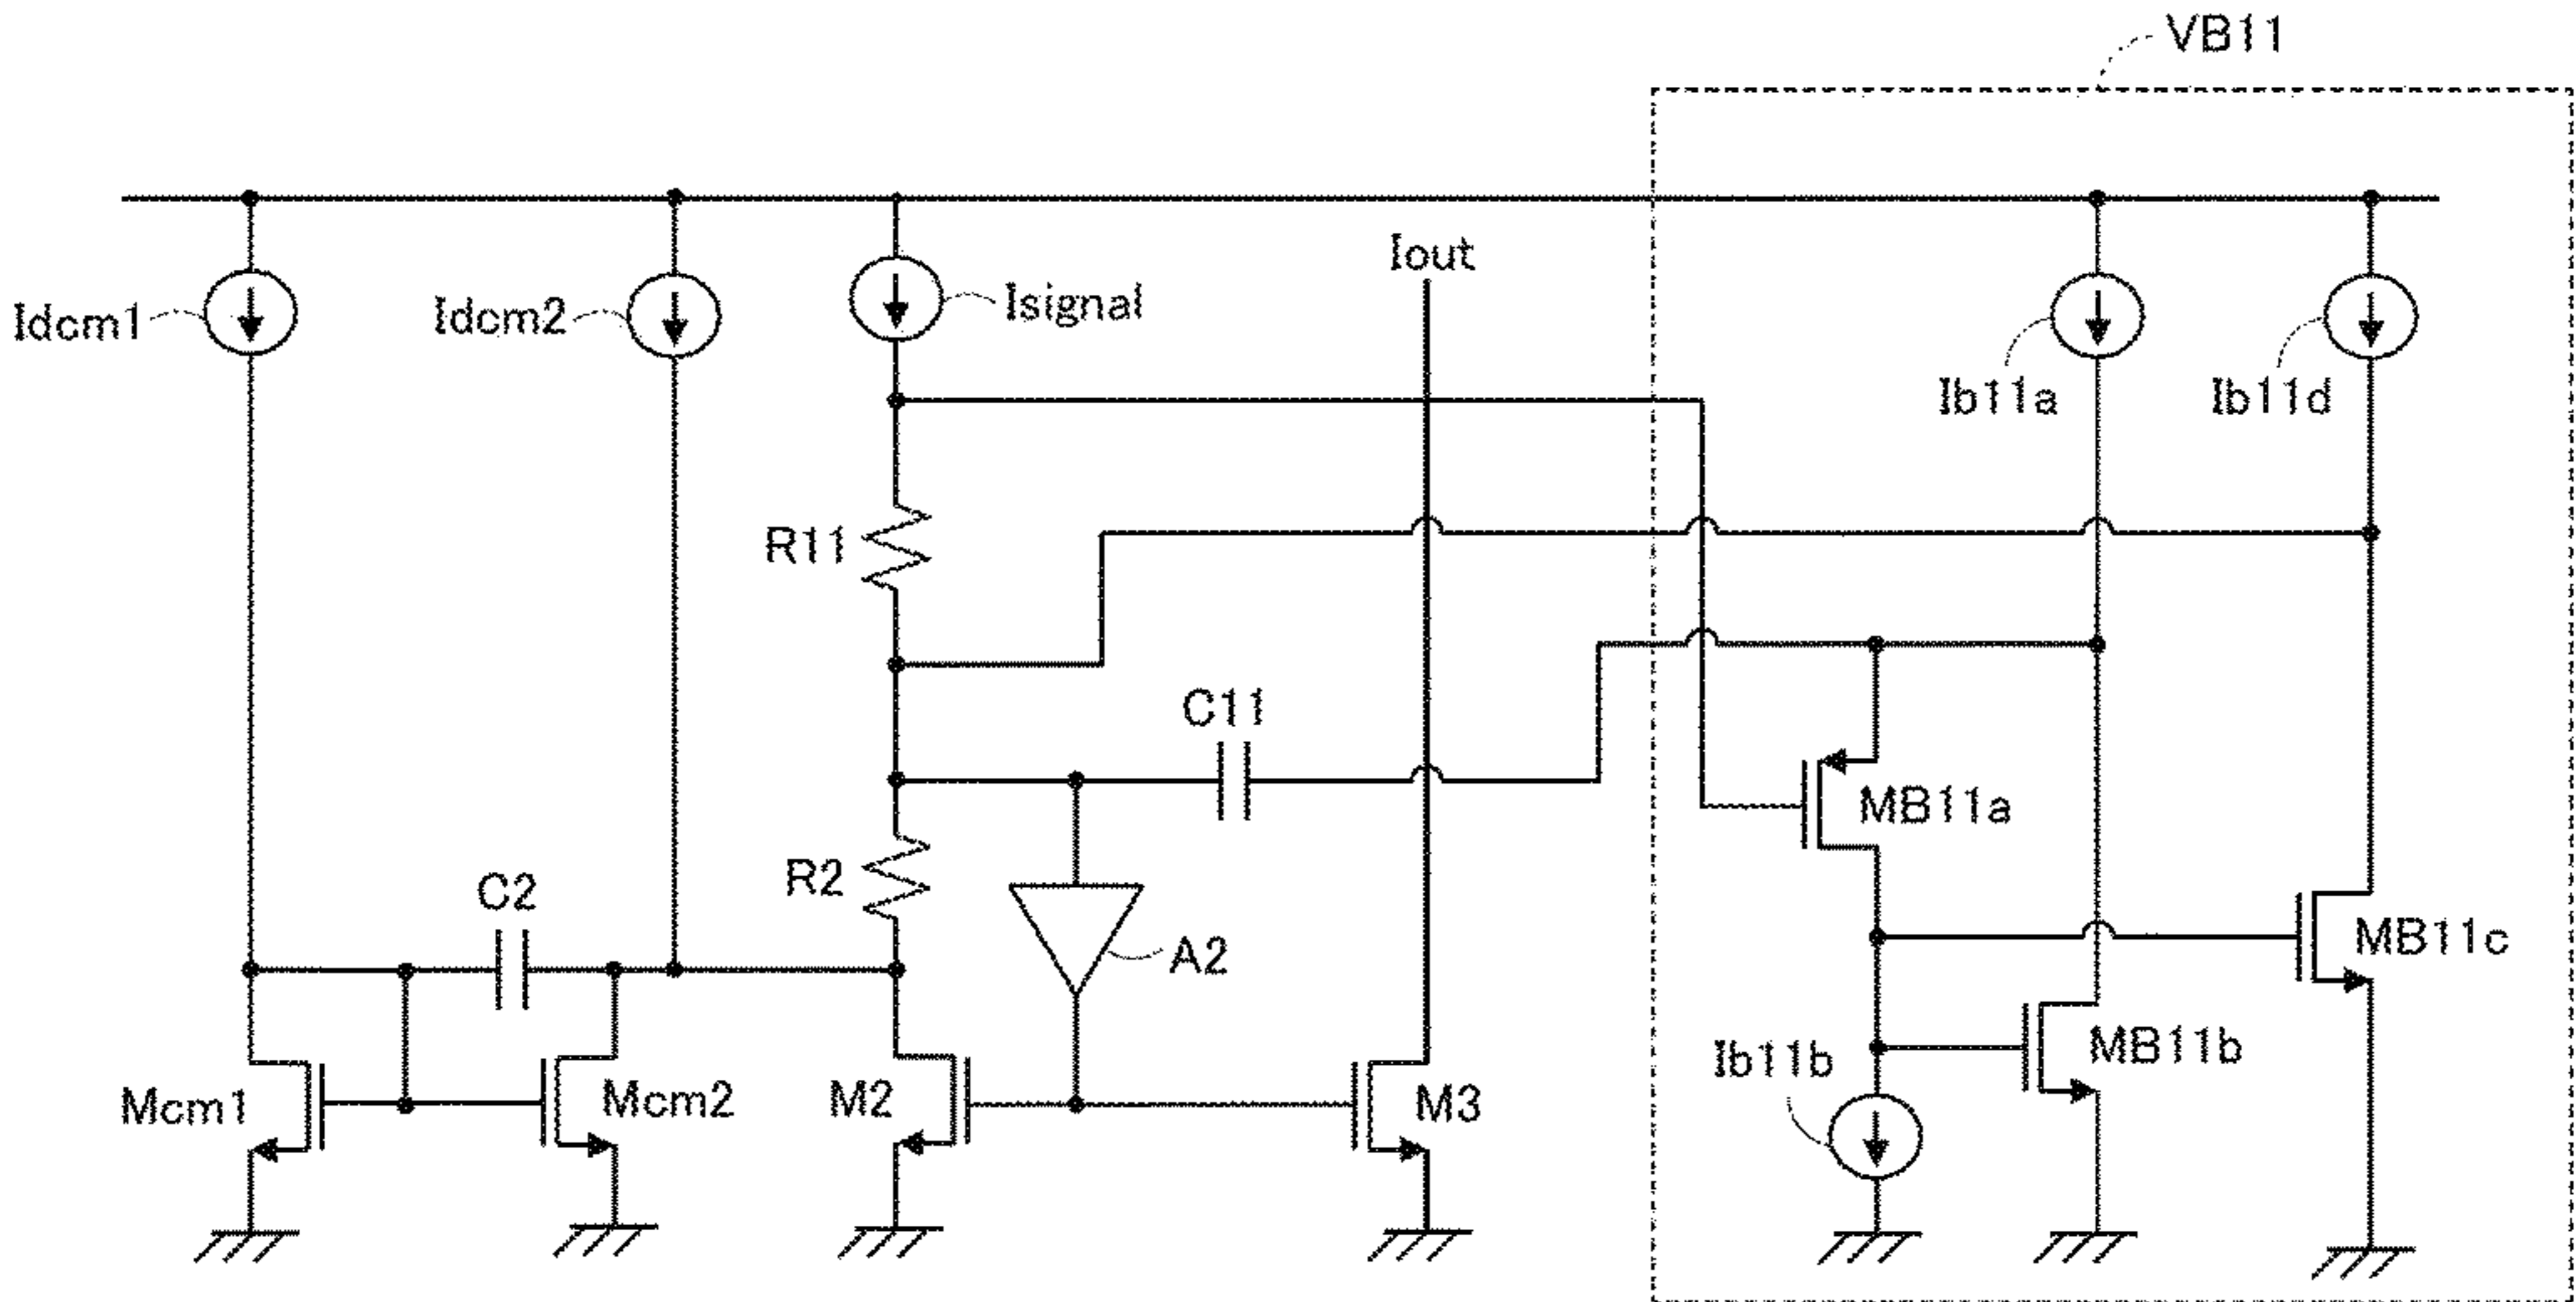 VB11
Iout
Idcm1
Idcm2
Isignal
Ib11a
Ib11d
R11
C11
MB11a
R2
C2
A2
MB11c
Ib11b
MB11b
Mcm1
Mcm2
M2
M3